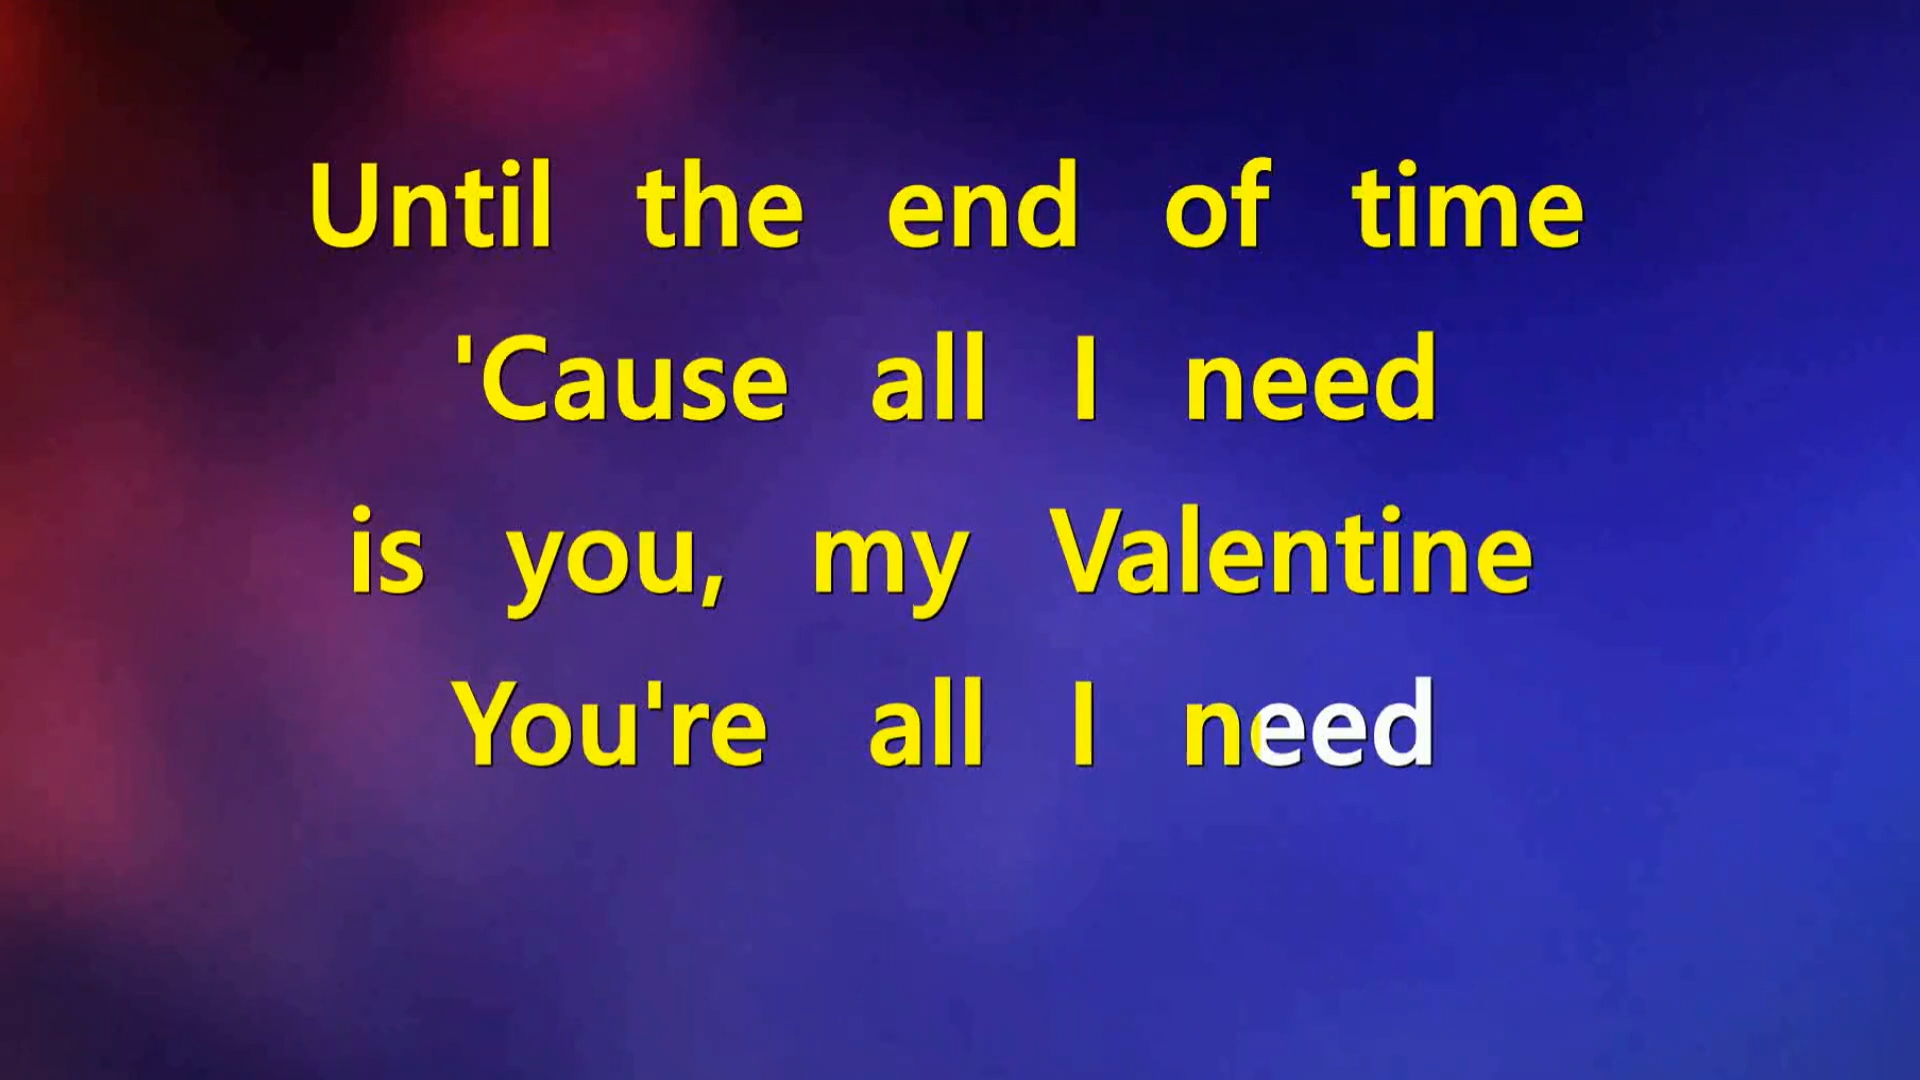 Until the end of time
'Cause all I need
is you, my Valentine
You're all I need